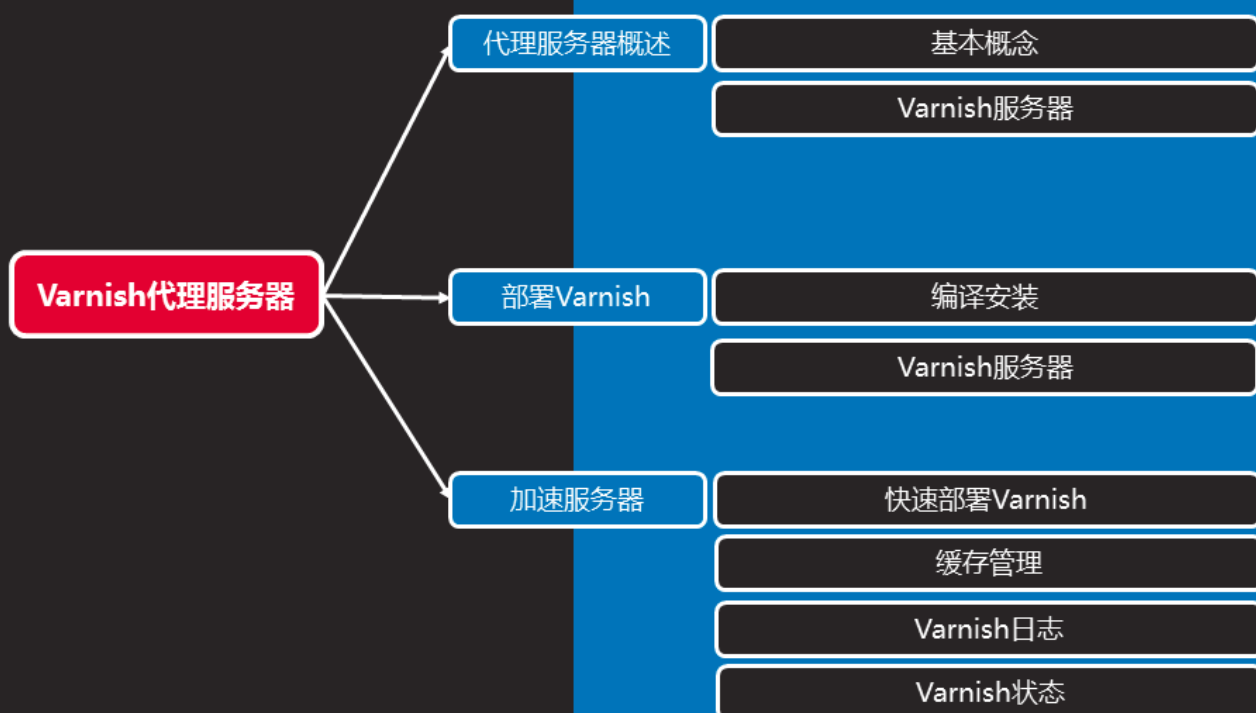 代理服务器概述
基本概念
Varnish服务器
Varnish代理服务器
部署Varnish
编译安装
Varnish服务器
加速服务器
快速部署Varnish
缓存管理
Varnish日志
Varnish状态